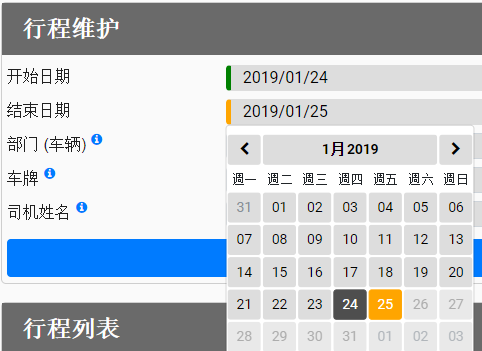 行程维护
开始日期 2019/01/24
结束日期 2019/01/25
部门 (车辆)
车牌
司机姓名
1月 2019
週一 週二 週三 週四 週五 週六 週日
31 01 02 03 04 05 06
07 08 09 10 11 12 13
14 15 16 17 18 19 20
21 22 23 24 25 26 27
28 29 30 31 01 02 03
行程列表